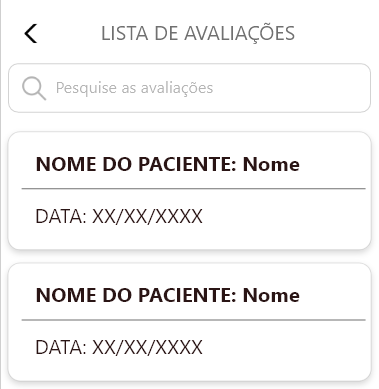 LISTA DE AVALIAÇÕES
Pesquise as avaliações
NOME DO PACIENTE: Nome
DATA: XX/XX/XXXX
NOME DO PACIENTE: Nome
DATA: XX/XX/XXXX